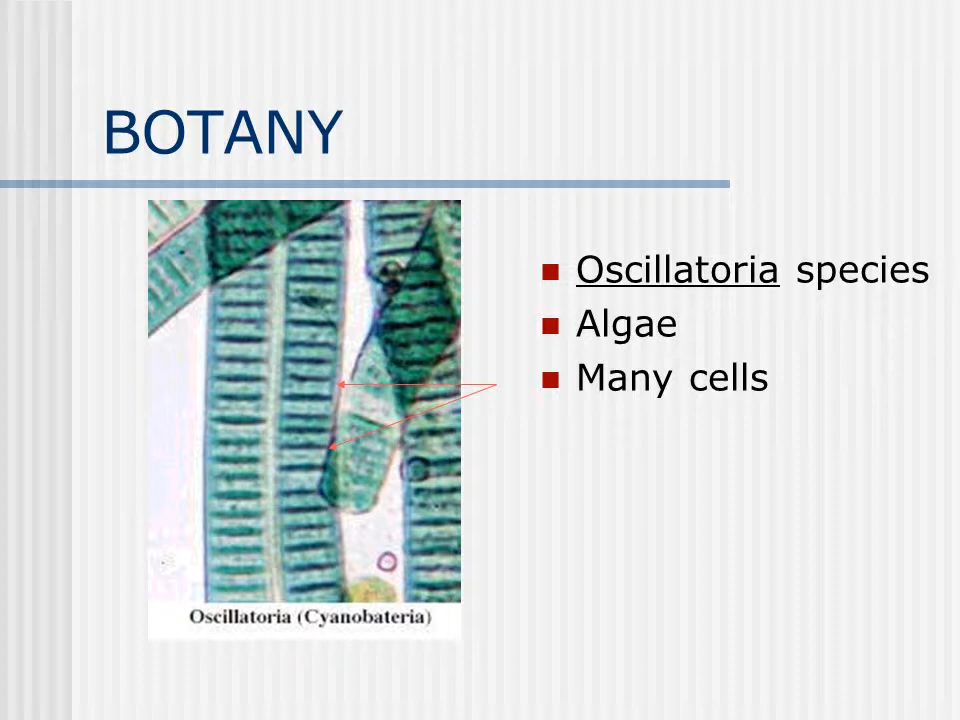 BOTANY
Oscillatoria species
Algae
Many cells
Oscillatoria (Cyanobateria)